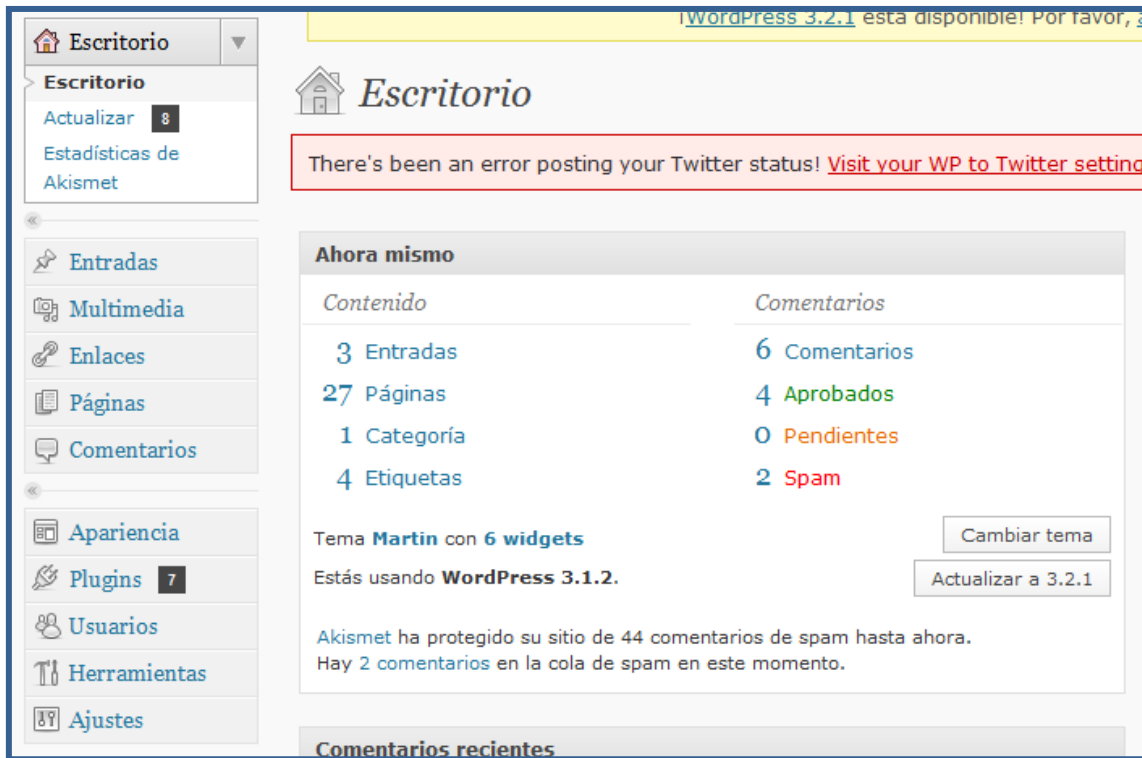 ¡WordPress 3.2.1 está disponible! Por favor,
Escritorio
Escritorio
Actualizar 8
Estadísticas de
Akismet
Entradas
Multimedia
Enlaces
Páginas
Comentarios
Apariencia
Plugins 7
Usuarios
Herramientas
Ajustes
Escritorio
There's been an error posting your Twitter status! Visit your WP to Twitter setting
Ahora mismo
Contenido
3 Entradas
27 Páginas
1 Categoría
4 Etiquetas
Comentarios
6 Comentarios
4 Aprobados
0 Pendientes
2 Spam
Tema Martin con 6 widgets
Cambiar tema
Estás usando WordPress 3.1.2.
Actualizar a 3.2.1
Akismet ha protegido su sitio de 44 comentarios de spam hasta ahora.
Hay 2 comentarios en la cola de spam en este momento.
Comentarios recientes